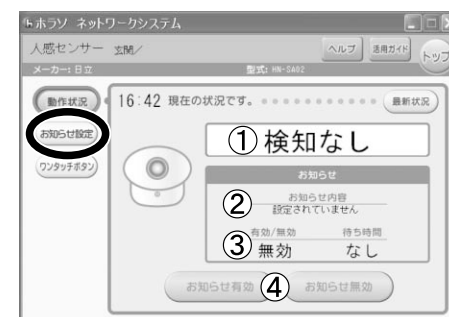 ホラソ ネットワークシステム
人感センサー 玄関/
ヘルプ 活用ガイド トップ
メーカー:日立 型式: HN-SA02
動作状況 16:42 現在の状況です。 最新状況
お知らせ設定
① 検知なし
ワンタッチボタン
お知らせ
② お知らせ内容
設定されていません
有効/無効 待ち時間
③ 無効 なし
お知らせ有効 ④ お知らせ無効